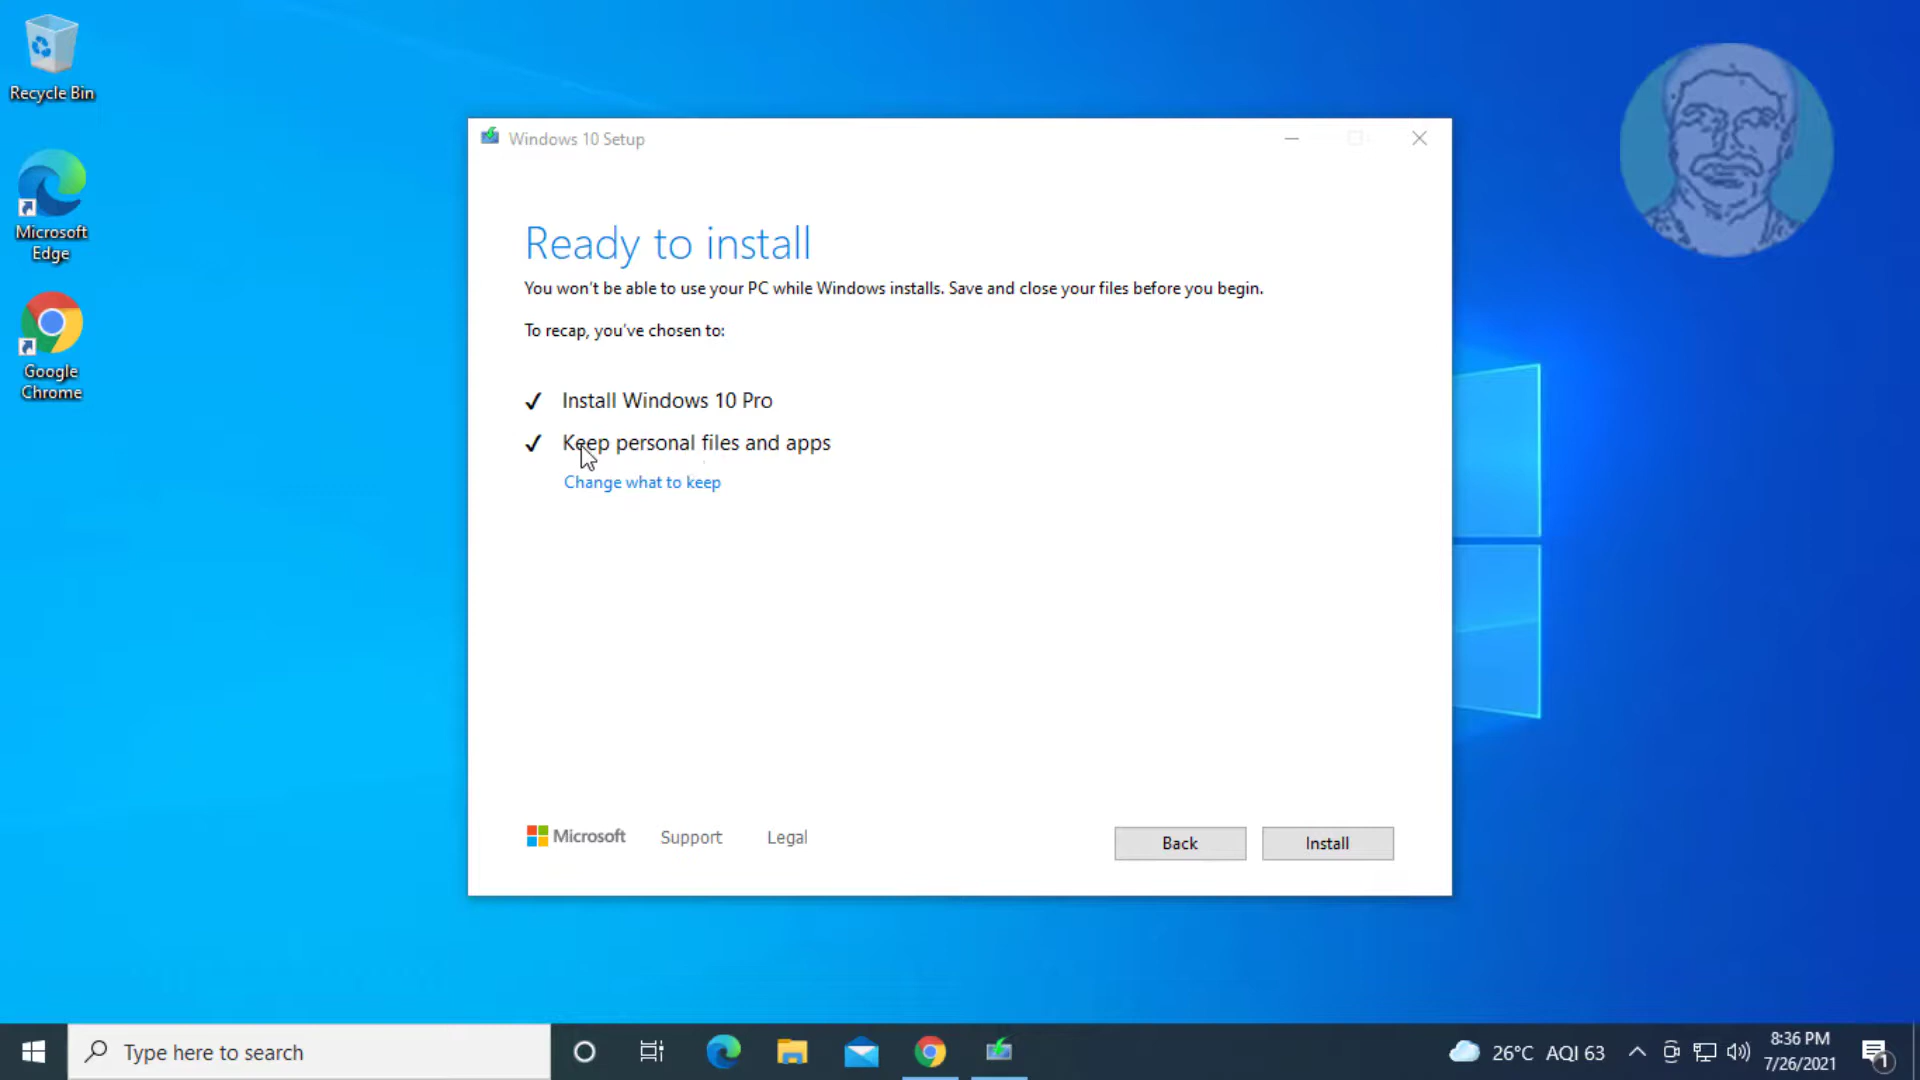 Recycle Bin
Microsoft
Edge
Google
Chrome
Windows 10 Setup
Ready to install
You won't be able to use your PC while Windows installs. Save and close your files before you begin.
To recap, you've chosen to:
✓ Install Windows 10 Pro
✓ Keep personal files and apps
Change what to keep
Microsoft
Support
Legal
Back
Install
Type here to search
26°C AQI 63
8:36 PM
7/26/2021
1